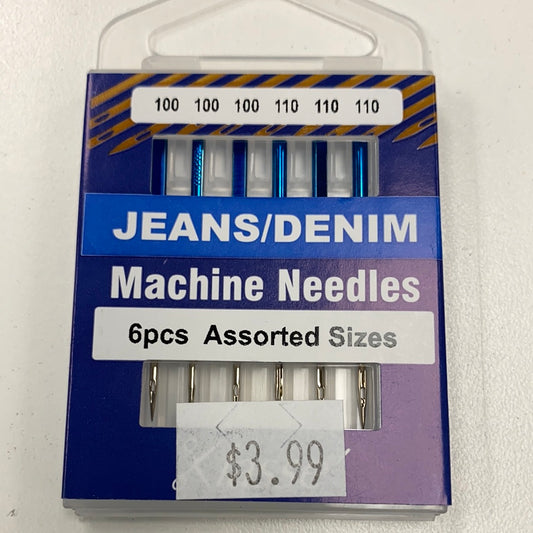 100 100 100 110 110 110
JEANS/DENIM
Machine Needles
6pcs Assorted Sizes
$3.99